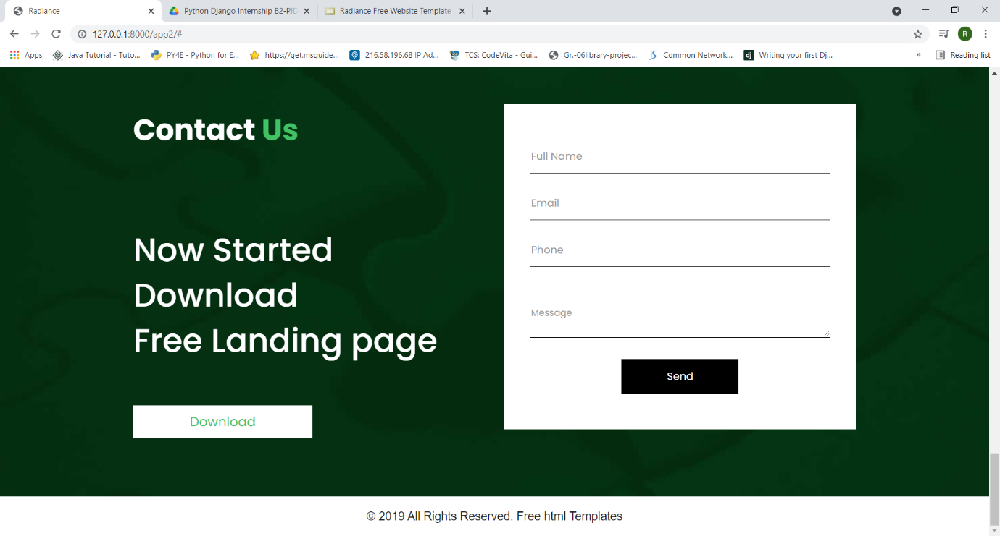 Radiance
Python Django Internship B2-PJD
Radiance Free Website Template
127.0.0.1:8000/app2/#
R
Apps
Java Tutorial - Tuto...
PY4E - Python for E...
https://get.msguide...
216.58.196.68 IP Ad...
TCS: CodeVita - Gui...
Gr.-06library-projec...
Common Network...
dj
Writing your first Dj...
»
Reading list
Contact Us
Now Started
Download
Free Landing page
Download
Full Name
Email
Phone
Message
Send
© 2019 All Rights Reserved. Free html Templates